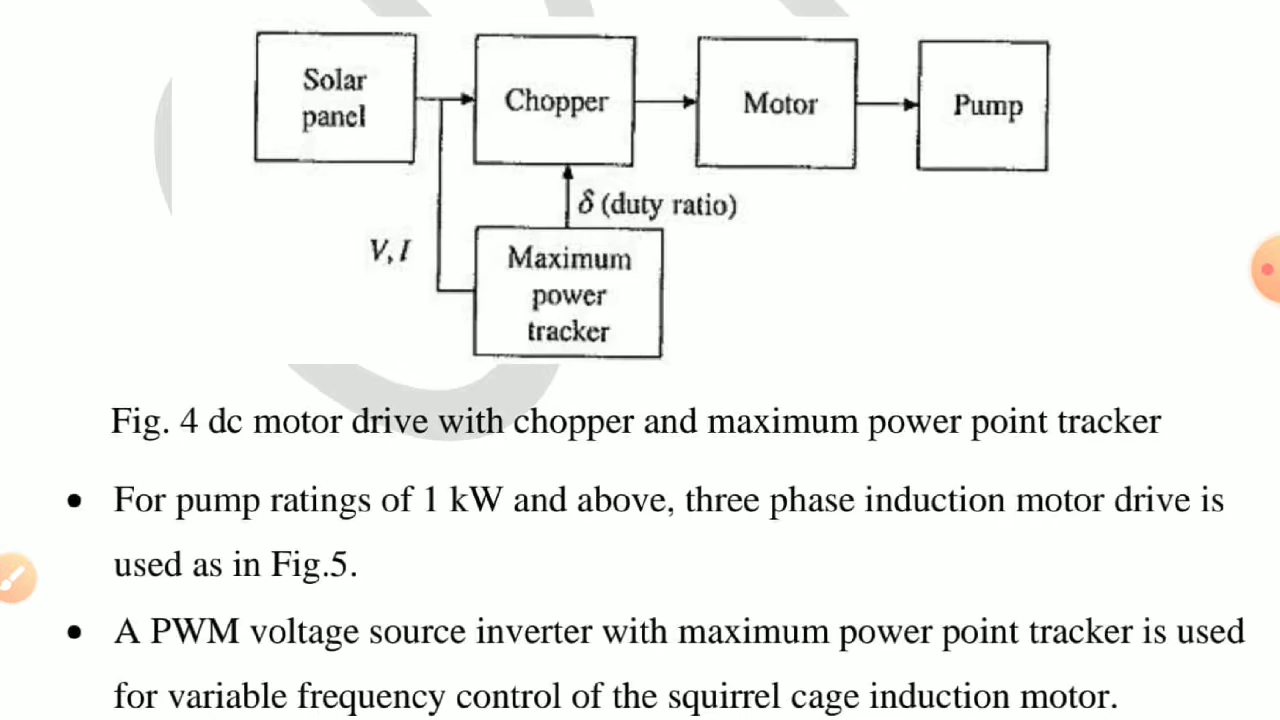 Solar
panel
Chopper
Motor
Pump
δ (duty ratio)
V, I
Maximum
power
tracker
Fig. 4 dc motor drive with chopper and maximum power point tracker
• For pump ratings of 1 kW and above, three phase induction motor drive is
used as in Fig.5.
• A PWM voltage source inverter with maximum power point tracker is used
for variable frequency control of the squirrel cage induction motor.